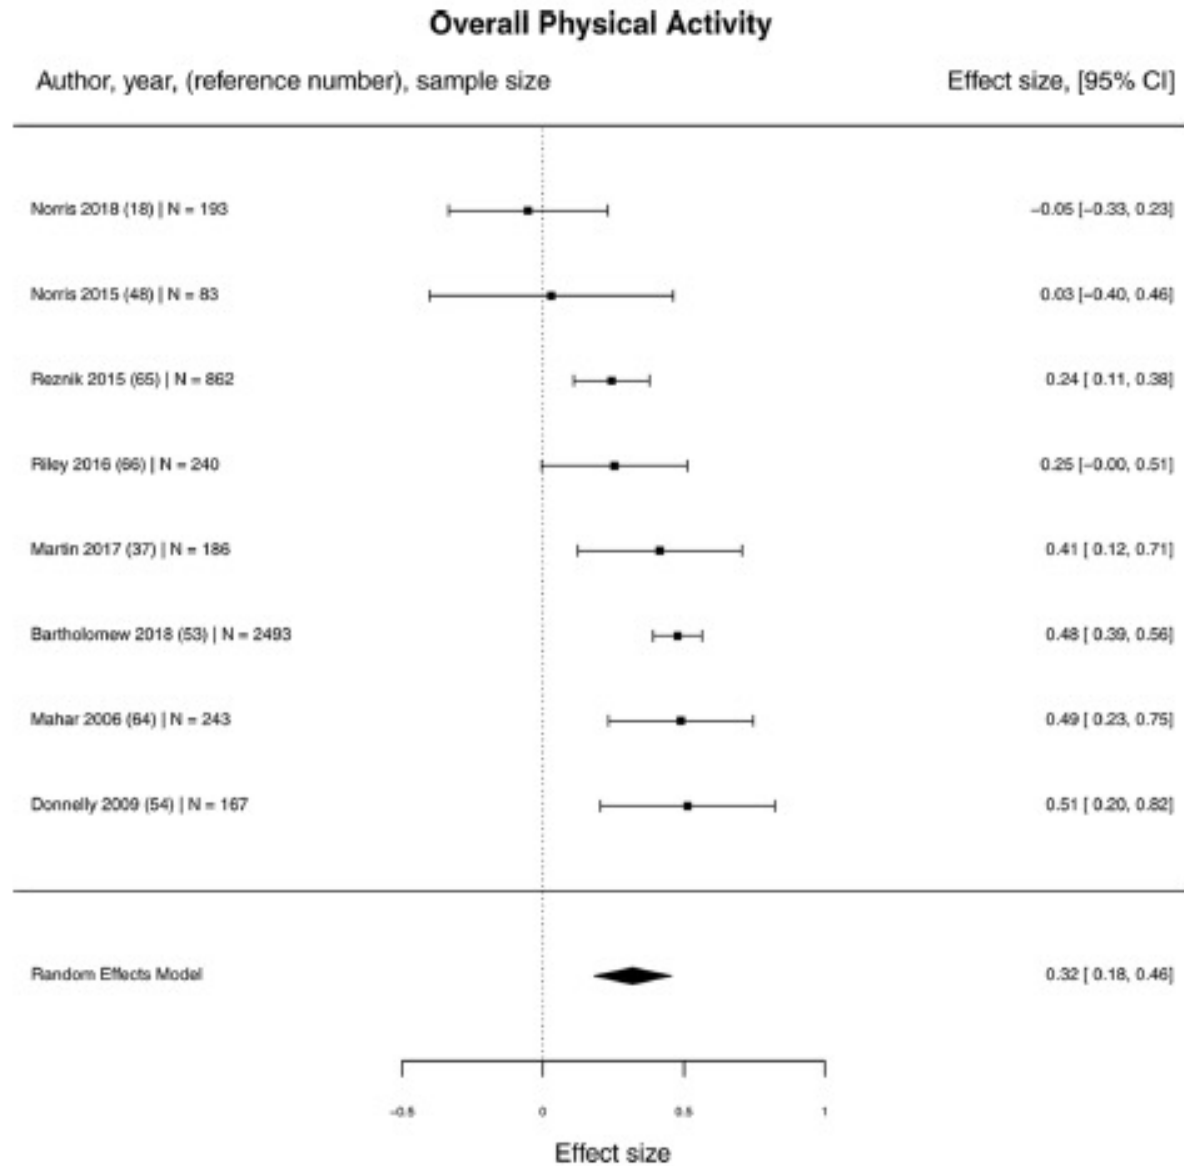 Overall Physical Activity
Author, year, (reference number), sample size Effect size, [95% CI]
Norris 2018 (18) | N = 193 −0.05 [−0.33, 0.23]
Norris 2015 (48) | N = 83 0.03 [−0.40, 0.46]
Reznik 2015 (65) | N = 862 0.24 [ 0.11, 0.38]
Riley 2016 (66) | N = 240 0.25 [−0.00, 0.51]
Martin 2017 (37) | N = 186 0.41 [ 0.12, 0.71]
Bartholomew 2018 (53) | N = 2493 0.48 [ 0.39, 0.56]
Mahar 2006 (64) | N = 243 0.49 [ 0.23, 0.75]
Donnelly 2009 (54) | N = 167 0.51 [ 0.20, 0.82]
Random Effects Model 0.32 [ 0.18, 0.46]
−0.5 0 0.5 1
Effect size